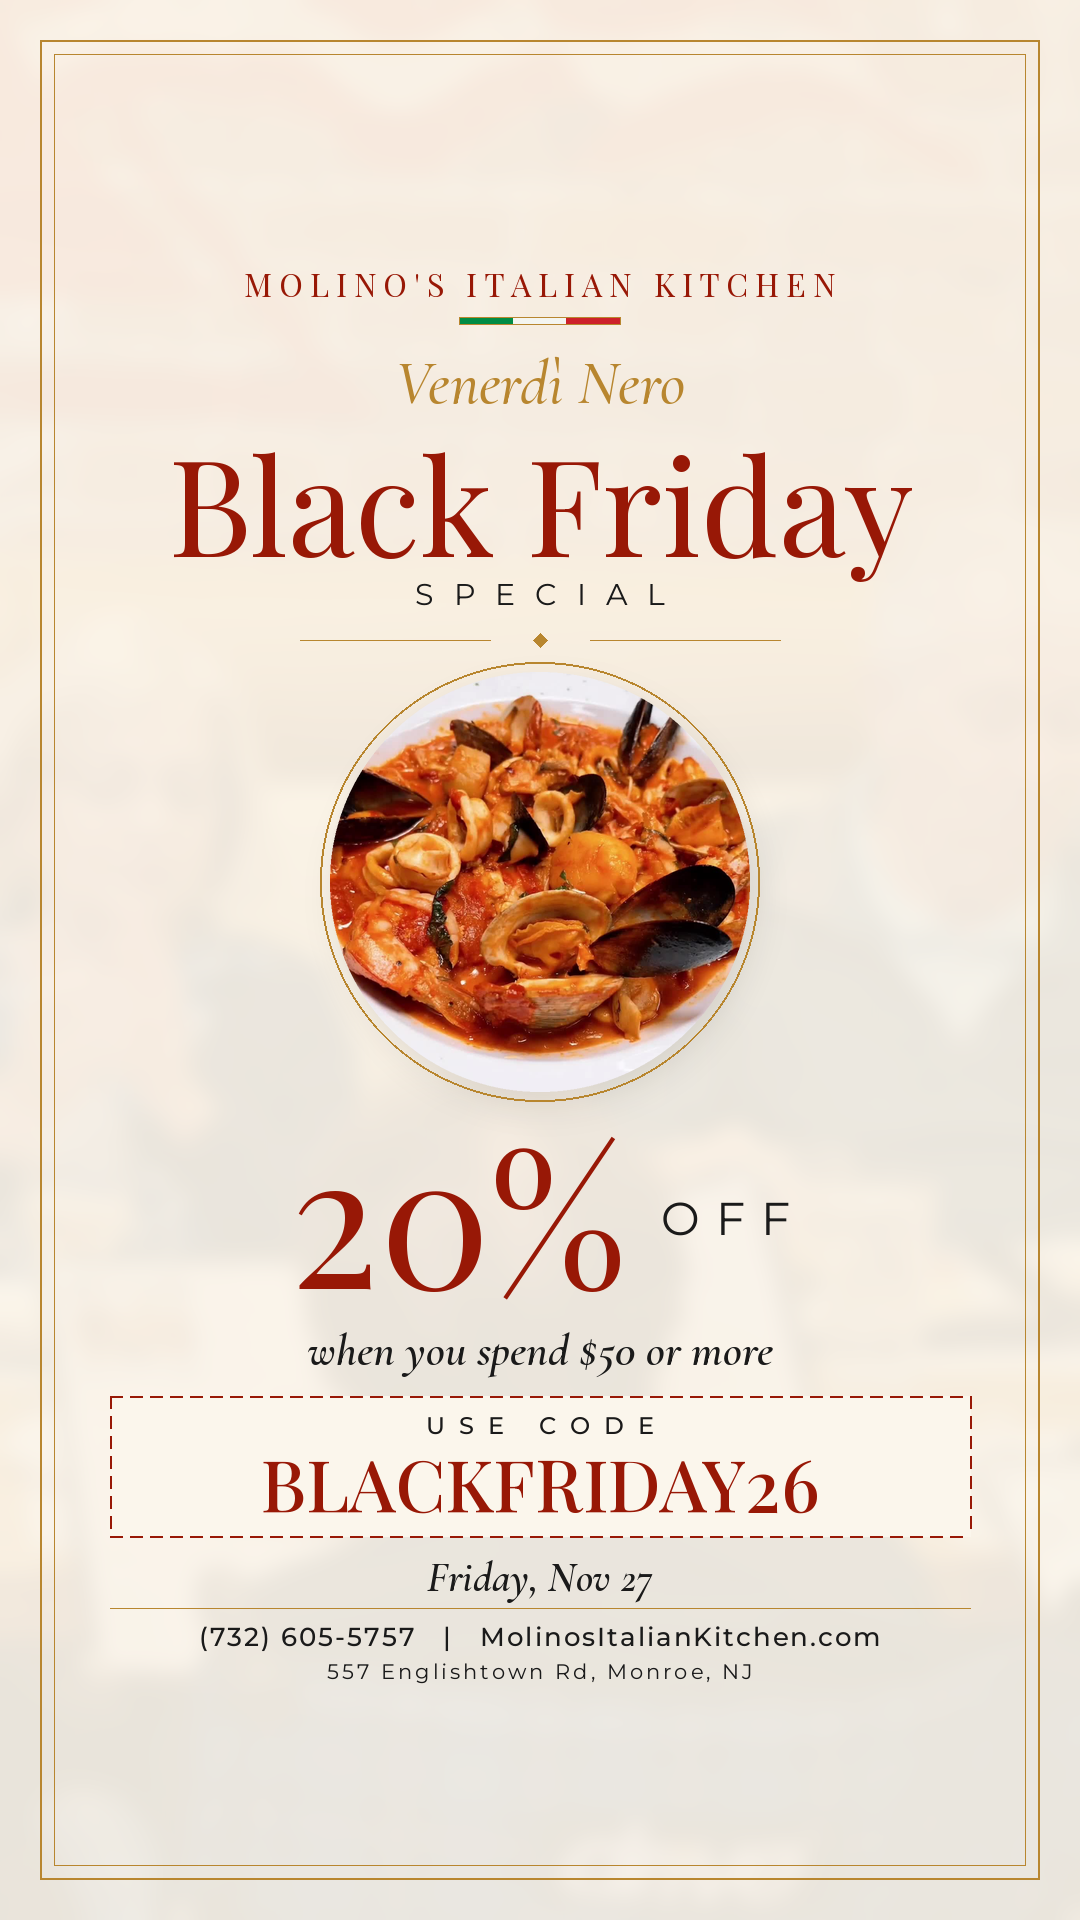 MOLINO'S ITALIAN KITCHEN
Venerdì Nero
Black Friday
SPECIAL
20% OFF
when you spend $50 or more
USE CODE
BLACKFRIDAY26
Friday, Nov 27
(732) 605-5757 | MolinosItalianKitchen.com
557 Englishtown Rd, Monroe, NJ